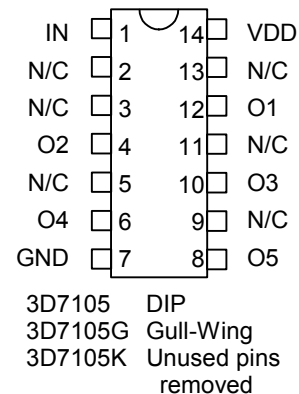 IN 1 14 VDD
N/C 2 13 N/C
N/C 3 12 O1
O2 4 11 N/C
N/C 5 10 O3
O4 6 9 N/C
GND 7 8 O5
3D7105 DIP
3D7105G Gull-Wing
3D7105K Unused pins
removed